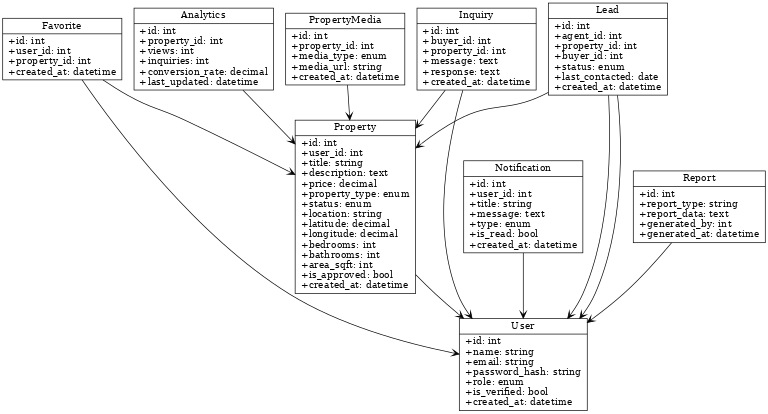 Favorite
+id: int
+user_id: int
+property_id: int
+created_at: datetime
Analytics
+id: int
+property_id: int
+views: int
+inquiries: int
+conversion_rate: decimal
+last_updated: datetime
PropertyMedia
+id: int
+property_id: int
+media_type: enum
+media_url: string
+created_at: datetime
Inquiry
+id: int
+buyer_id: int
+property_id: int
+message: text
+response: text
+created_at: datetime
Lead
+id: int
+agent_id: int
+property_id: int
+buyer_id: int
+status: enum
+last_contacted: date
+created_at: datetime
Property
+id: int
+user_id: int
+title: string
+description: text
+price: decimal
+property_type: enum
+status: enum
+location: string
+latitude: decimal
+longitude: decimal
+bedrooms: int
+bathrooms: int
+area_sqft: int
+is_approved: bool
+created_at: datetime
Notification
+id: int
+user_id: int
+title: string
+message: text
+type: enum
+is_read: bool
+created_at: datetime
Report
+id: int
+report_type: string
+report_data: text
+generated_by: int
+generated_at: datetime
User
+id: int
+name: string
+email: string
+password_hash: string
+role: enum
+is_verified: bool
+created_at: datetime